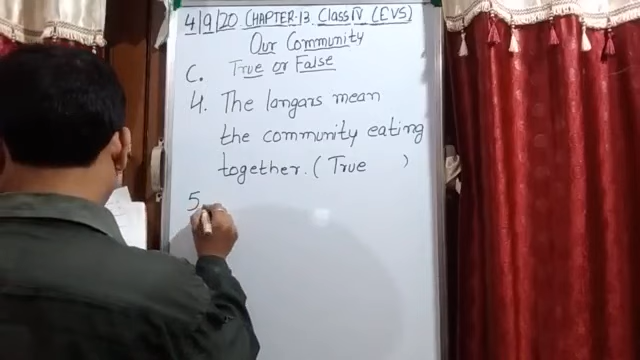 4|9|20 CHAPTER-13. Class IV (EVS)
Our Community
C. True or False
4. The langars mean
the community eating
together. ( True )
5.